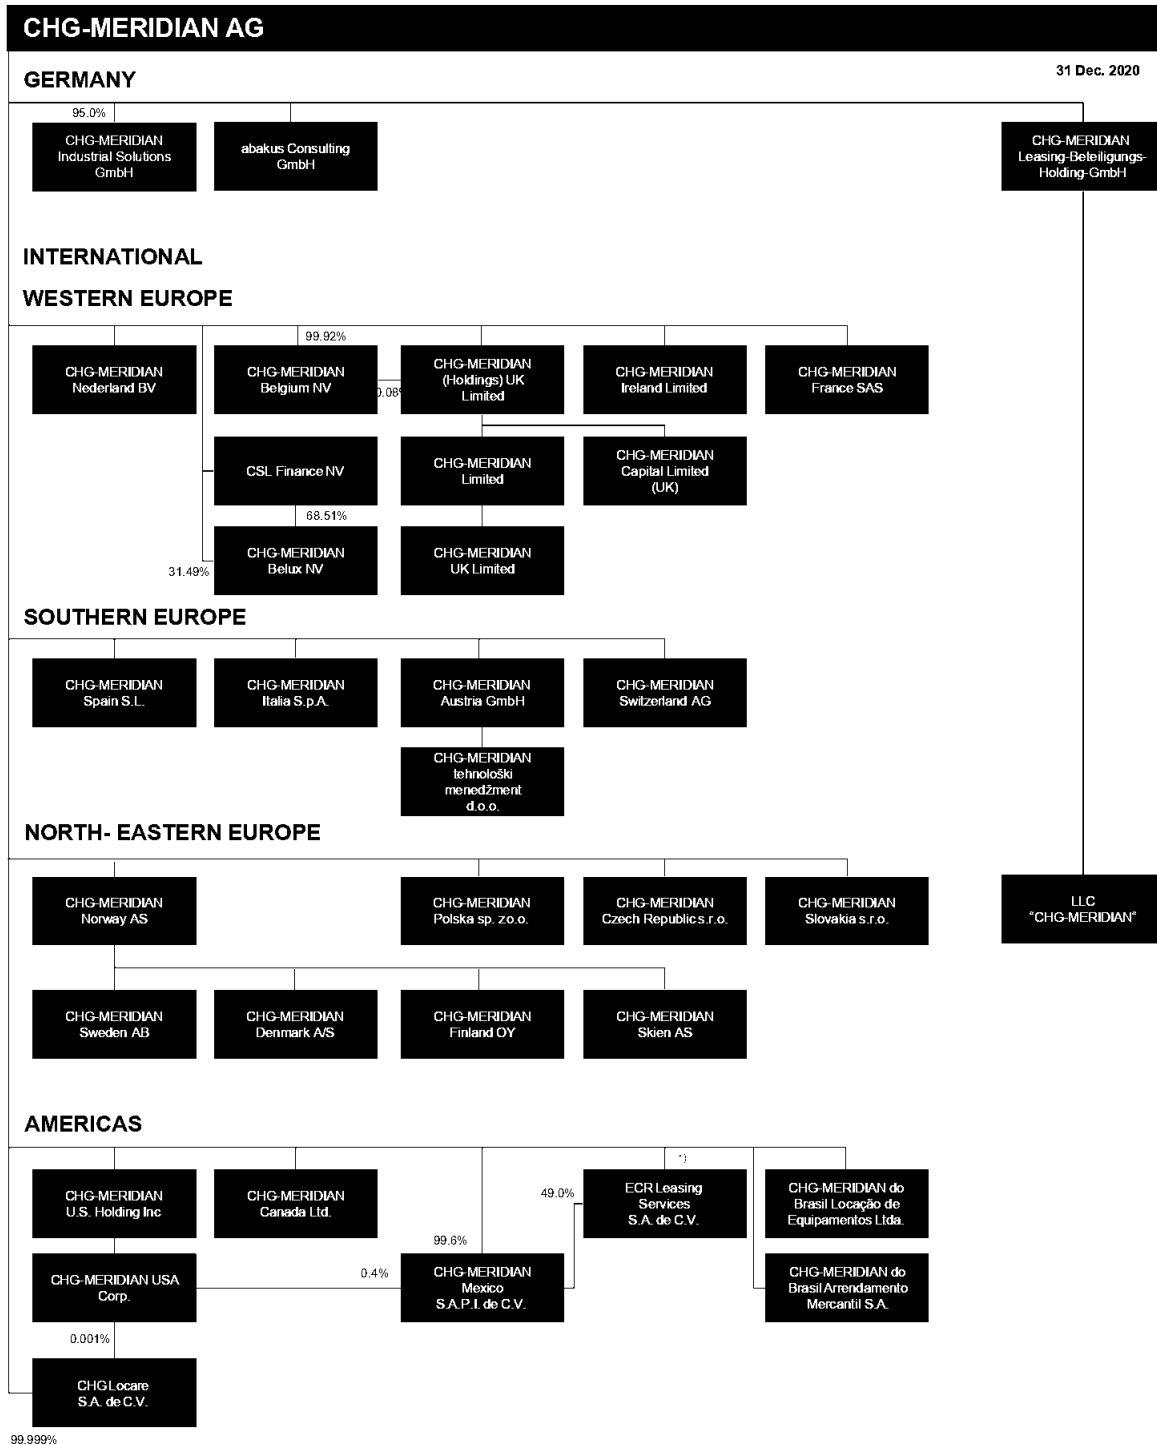 CHG-MERIDIAN AG
GERMANY
31 Dec. 2020
95.0%
CHG-MERIDIAN
Industrial Solutions
GmbH
abakus Consulting
GmbH
CHG-MERIDIAN
Leasing-Beteiligungs-
Holding-GmbH
INTERNATIONAL
WESTERN EUROPE
99.92%
CHG-MERIDIAN
Nederland BV
CHG-MERIDIAN
Belgium NV
0.08%
CHG-MERIDIAN
(Holdings) UK
Limited
CHG-MERIDIAN
Ireland Limited
CHG-MERIDIAN
France SAS
CSL Finance NV
CHG-MERIDIAN
Limited
CHG-MERIDIAN
Capital Limited
(UK)
68.51%
31.49%
CHG-MERIDIAN
Belux NV
CHG-MERIDIAN
UK Limited
SOUTHERN EUROPE
CHG-MERIDIAN
Spain S.L.
CHG-MERIDIAN
Italia S.p.A.
CHG-MERIDIAN
Austria GmbH
CHG-MERIDIAN
Switzerland AG
CHG-MERIDIAN
tehnološki
menedžment
d.o.o.
NORTH- EASTERN EUROPE
CHG-MERIDIAN
Norway AS
CHG-MERIDIAN
Polska sp. zo.o.
CHG-MERIDIAN
Czech Republic s.r.o.
CHG-MERIDIAN
Slovakia s.r.o.
LLC
"CHG-MERIDIAN"
CHG-MERIDIAN
Sweden AB
CHG-MERIDIAN
Denmark A/S
CHG-MERIDIAN
Finland OY
CHG-MERIDIAN
Skien AS
AMERICAS
CHG-MERIDIAN
U.S. Holding Inc
CHG-MERIDIAN
Canada Ltd.
1)
49.0%
ECR Leasing
Services
S.A. de C.V.
CHG-MERIDIAN do
Brasil Locação de
Equipamentos Ltda.
99.6%
CHG-MERIDIAN USA
Corp.
0.4%
CHG-MERIDIAN
Mexico
S.A.P.I. de C.V.
CHG-MERIDIAN do
Brasil Arrendamento
Mercantil S.A.
0.001%
CHG Locare
S.A. de C.V.
99.999%